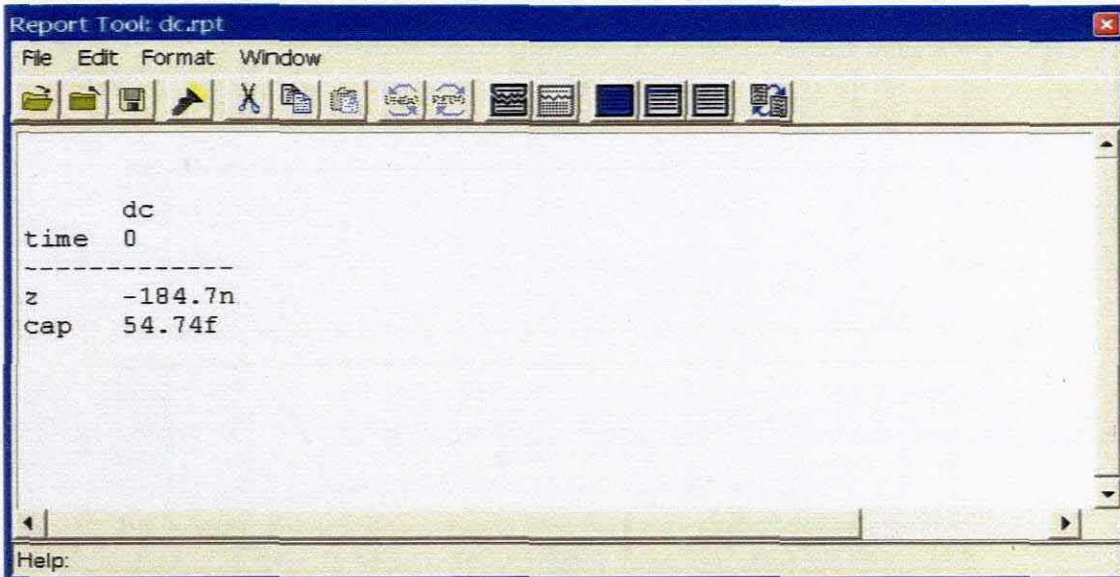 Report Tool: dc.rpt
File Edit Format Window
dc
time 0
-------------
z -184.7n
cap 54.74f
Help: